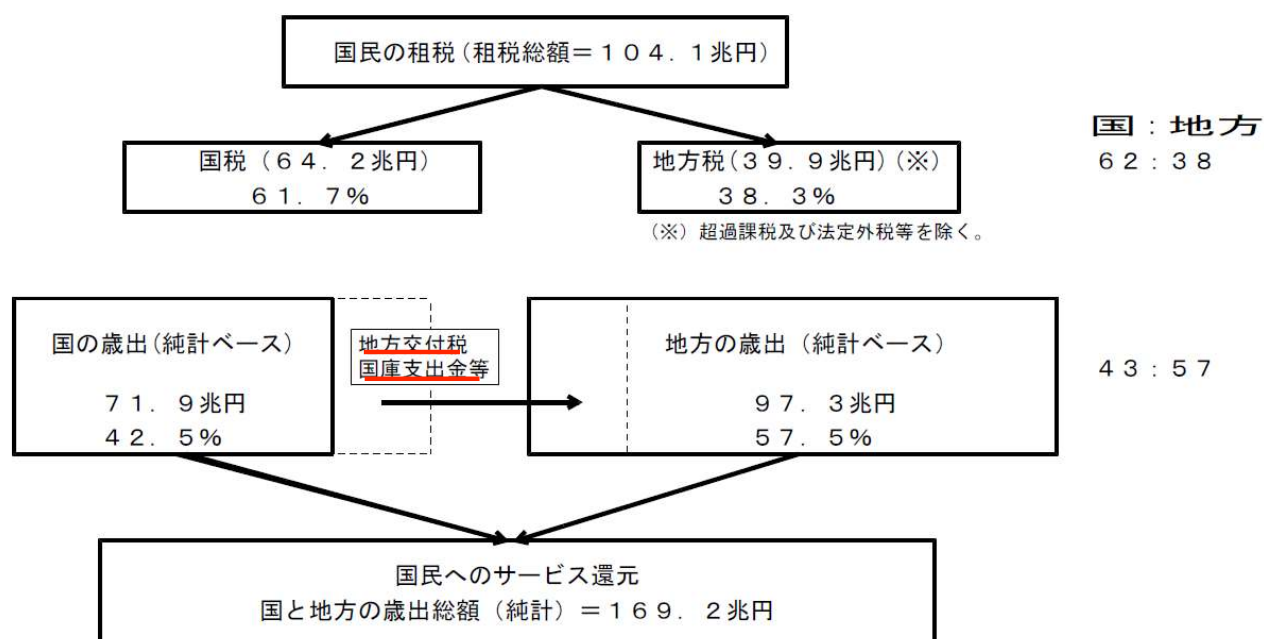 国民の租税（租税総額＝１０４．１兆円）
国：地方
国税（６４．２兆円）
６１．７％
地方税（３９．９兆円）（※）
３８．３％
６２：３８
（※）超過課税及び法定外税等を除く。
国の歳出（純計ベース）
７１．９兆円
４２．５％
地方交付税
国庫支出金等
地方の歳出（純計ベース）
９７．３兆円
５７．５％
４３：５７
国民へのサービス還元
国と地方の歳出総額（純計）＝１６９．２兆円